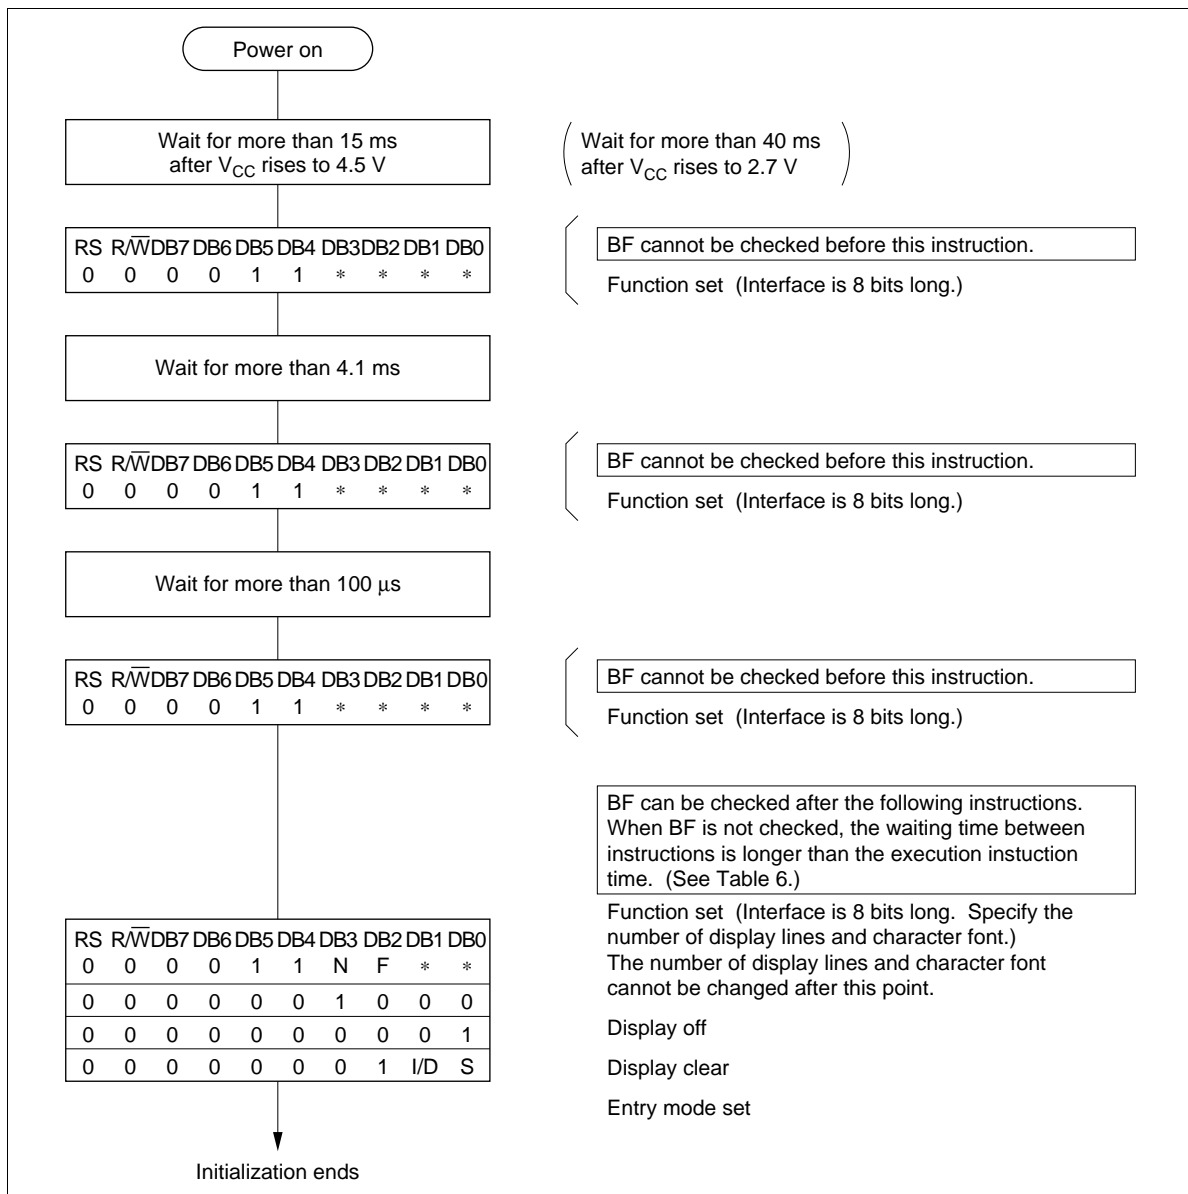 Power on
Wait for more than 15 ms
after VCC rises to 4.5 V
Wait for more than 40 ms
after VCC rises to 2.7 V
RS R/W̅ DB7 DB6 DB5 DB4 DB3 DB2 DB1 DB0
0 0 0 0 1 1 * * * *
BF cannot be checked before this instruction.
Function set (Interface is 8 bits long.)
Wait for more than 4.1 ms
RS R/W̅ DB7 DB6 DB5 DB4 DB3 DB2 DB1 DB0
0 0 0 0 1 1 * * * *
BF cannot be checked before this instruction.
Function set (Interface is 8 bits long.)
Wait for more than 100 µs
RS R/W̅ DB7 DB6 DB5 DB4 DB3 DB2 DB1 DB0
0 0 0 0 1 1 * * * *
BF cannot be checked before this instruction.
Function set (Interface is 8 bits long.)
BF can be checked after the following instructions.
When BF is not checked, the waiting time between
instructions is longer than the execution instuction
time. (See Table 6.)
RS R/W̅ DB7 DB6 DB5 DB4 DB3 DB2 DB1 DB0
0 0 0 0 1 1 N F * *
0 0 0 0 0 0 1 0 0 0
0 0 0 0 0 0 0 0 0 1
0 0 0 0 0 0 0 1 I/D S
Function set (Interface is 8 bits long. Specify the
number of display lines and character font.)
The number of display lines and character font
cannot be changed after this point.
Display off
Display clear
Entry mode set
Initialization ends